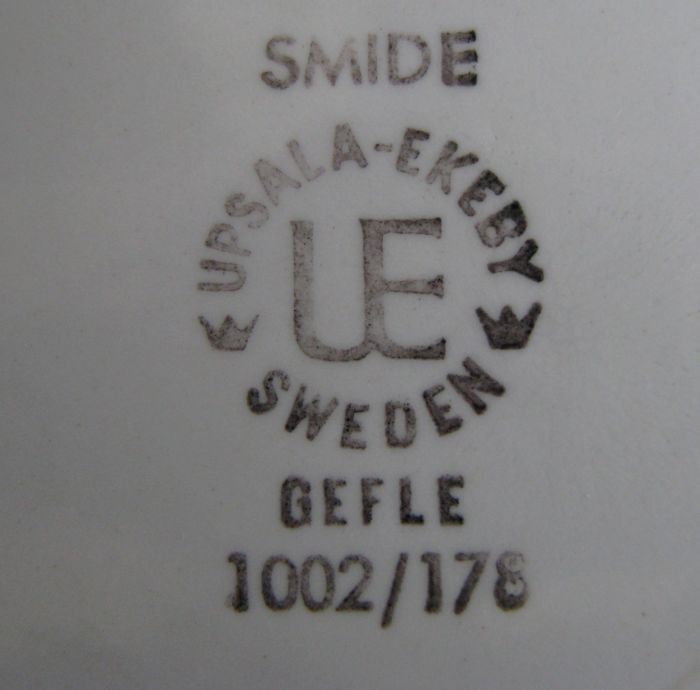 SMIDE
UPSALA-EKEBY
UE
SWEDEN
GEFLE
1002/178